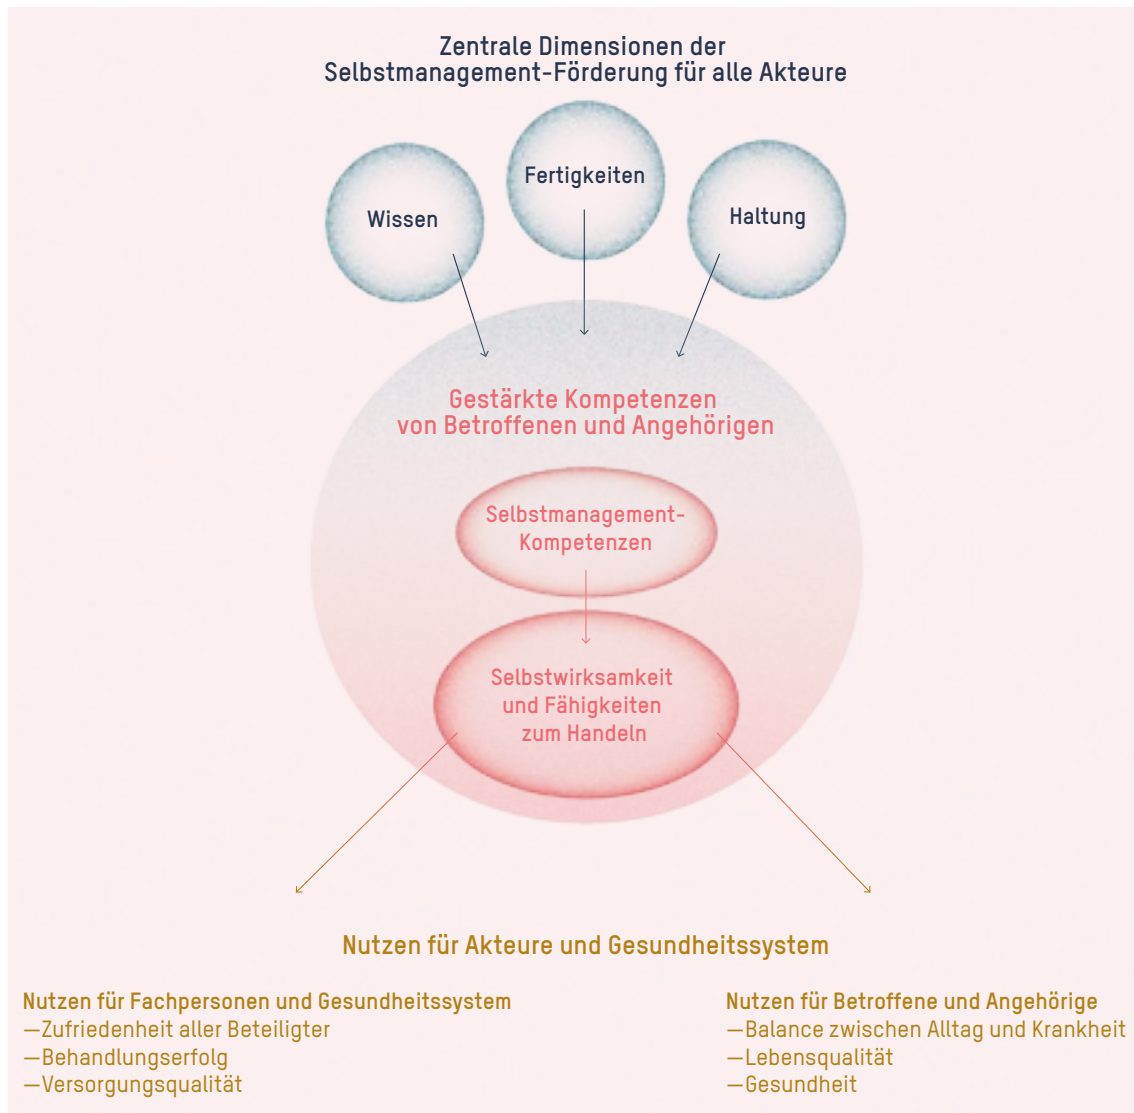 Zentrale Dimensionen der
Selbstmanagement-Förderung für alle Akteure
Wissen
Fertigkeiten
Haltung
Gestärkte Kompetenzen
von Betroffenen und Angehörigen
Selbstmanagement-
Kompetenzen
Selbstwirksamkeit
und Fähigkeiten
zum Handeln
Nutzen für Akteure und Gesundheitssystem
Nutzen für Fachpersonen und Gesundheitssystem
—Zufriedenheit aller Beteiligter
—Behandlungserfolg
—Versorgungsqualität
Nutzen für Betroffene und Angehörige
—Balance zwischen Alltag und Krankheit
—Lebensqualität
—Gesundheit